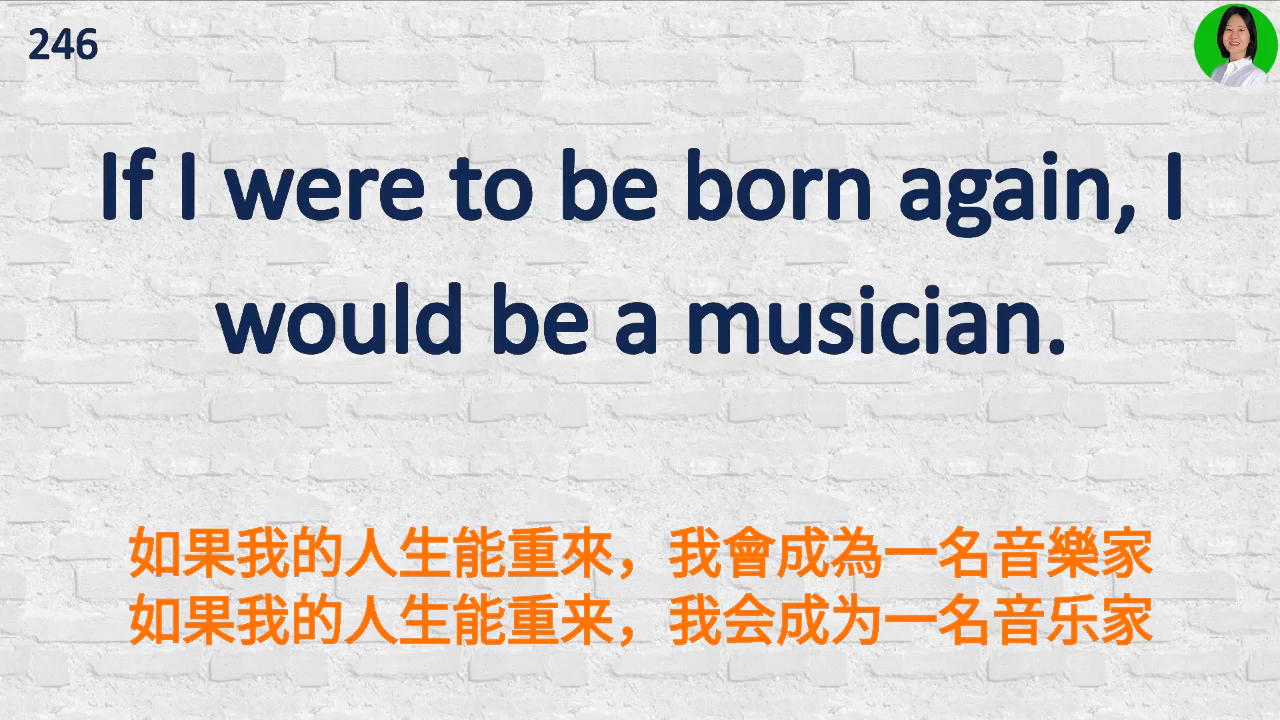 246
If I were to be born again, I
would be a musician.
如果我的人生能重來，我會成為一名音樂家
如果我的人生能重来，我会成为一名音乐家